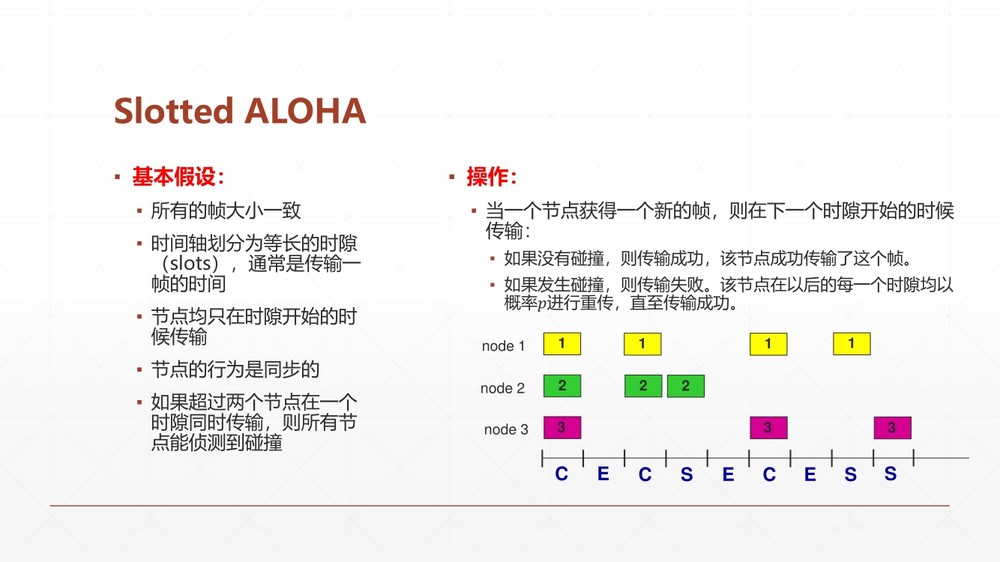 Slotted ALOHA
▪ 基本假设：
▪ 所有的帧大小一致
▪ 时间轴划分为等长的时隙
（slots），通常是传输一
帧的时间
▪ 节点均只在时隙开始的时
候传输
▪ 节点的行为是同步的
▪ 如果超过两个节点在一个
时隙同时传输，则所有节
点能侦测到碰撞
▪ 操作：
▪ 当一个节点获得一个新的帧，则在下一个时隙开始的时候
传输：
▪ 如果没有碰撞，则传输成功，该节点成功传输了这个帧。
▪ 如果发生碰撞，则传输失败。该节点在以后的每一个时隙均以
概率p进行重传，直至传输成功。
node 1 1 1 1 1
node 2 2 2 2
node 3 3 3 3
C E C S E C E S S